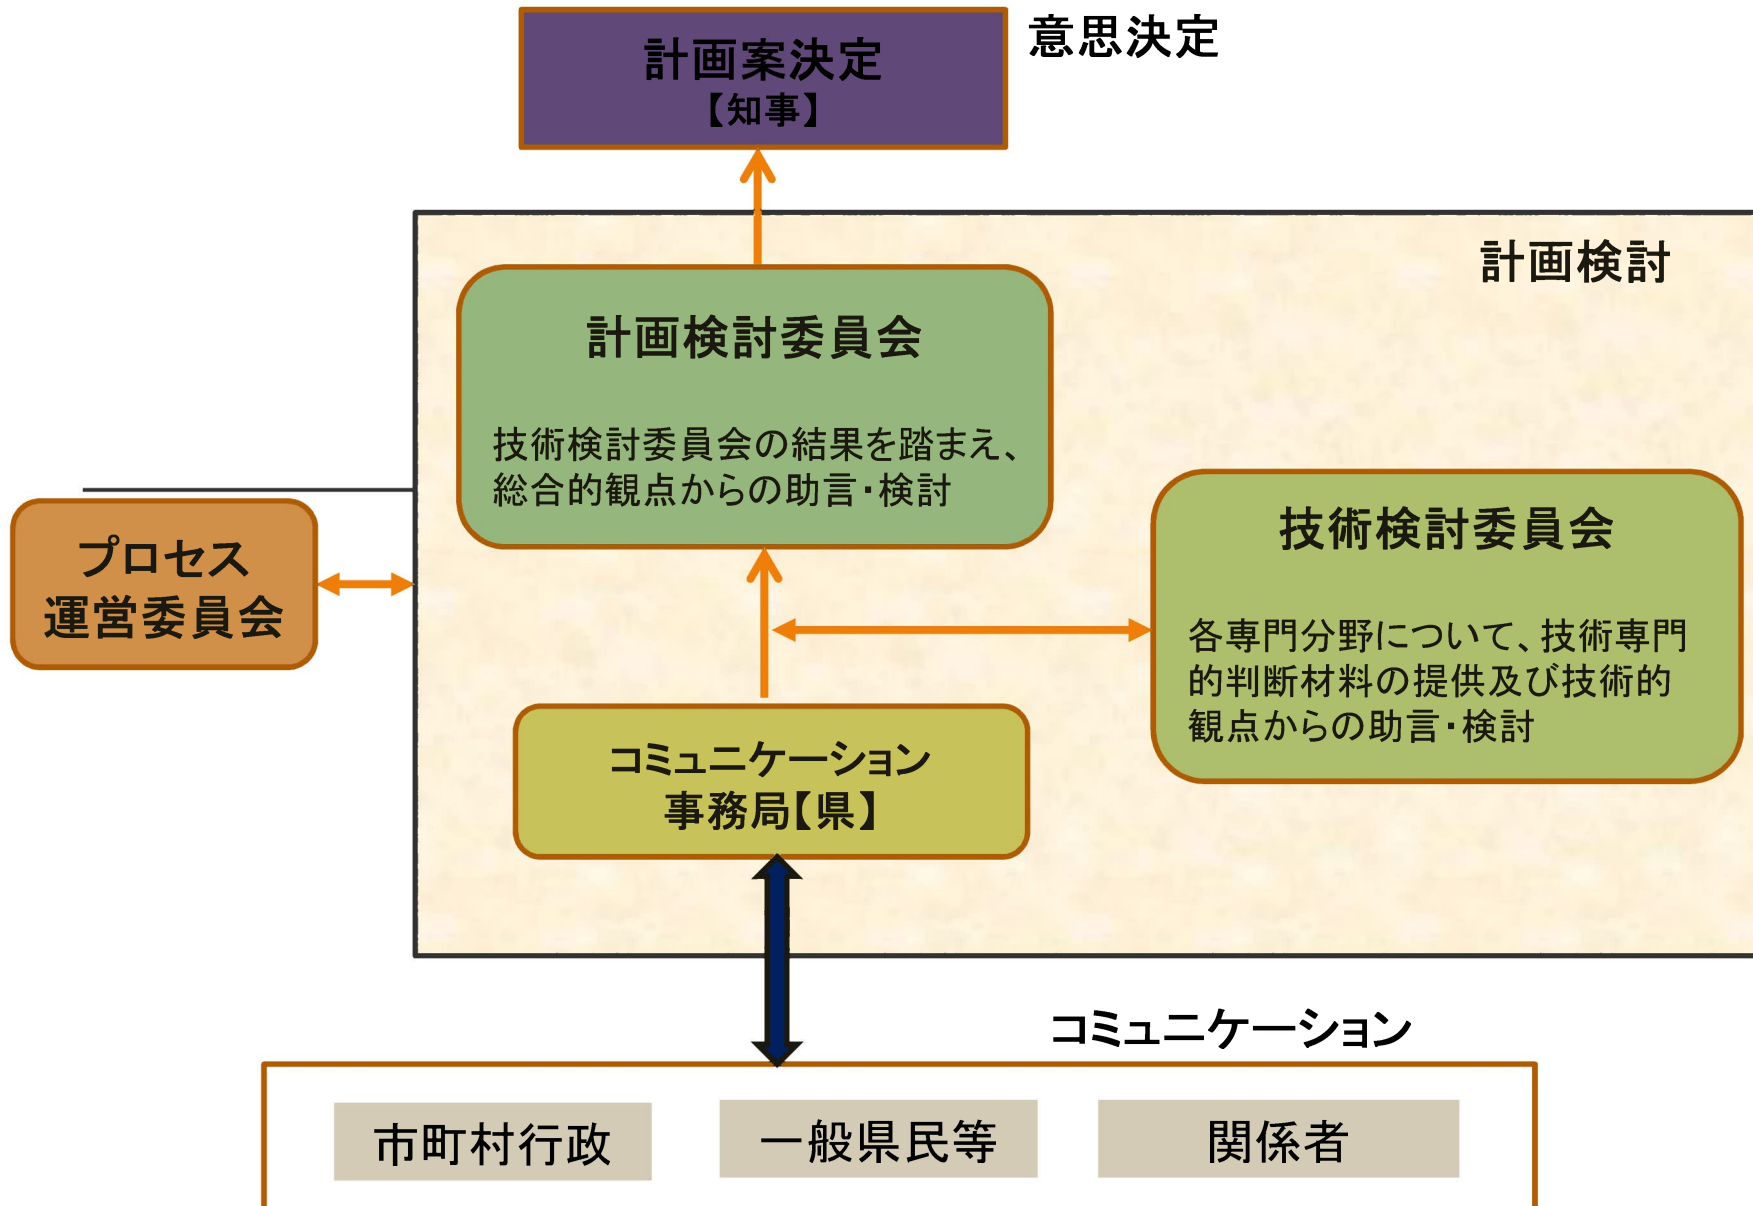 計画案決定
【知事】
意思決定
計画検討
計画検討委員会
技術検討委員会の結果を踏まえ、
総合的観点からの助言・検討
プロセス
運営委員会
技術検討委員会
各専門分野について、技術専門
的判断材料の提供及び技術的
観点からの助言・検討
コミュニケーション
事務局【県】
コミュニケーション
市町村行政
一般県民等
関係者